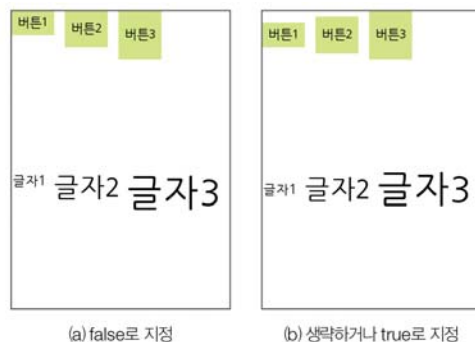 버튼1 버튼2 버튼3
글자1 글자2 글자3
(a) false로 지정
버튼1 버튼2 버튼3
글자1 글자2 글자3
(b) 생략하거나 true로 지정